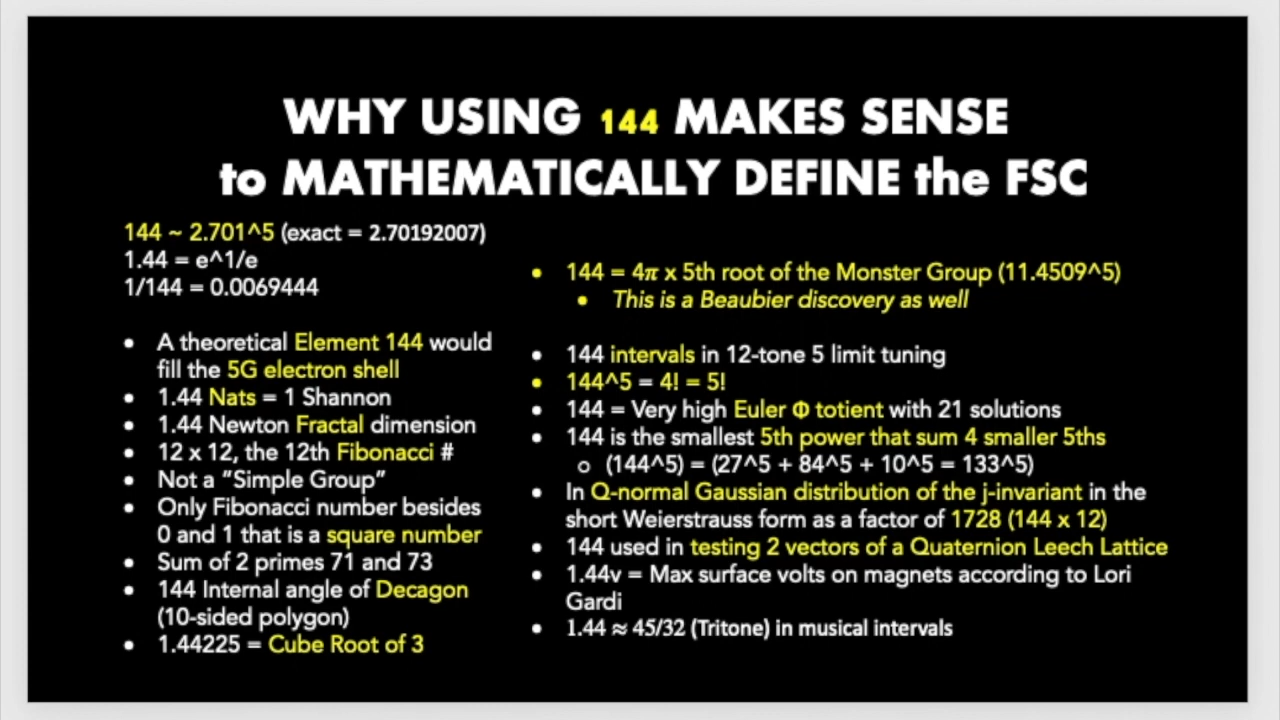 WHY USING 144 MAKES SENSE
to MATHEMATICALLY DEFINE the FSC
144 ~ 2.701^5 (exact = 2.70192007)
1.44 = e^1/e
1/144 = 0.0069444
• A theoretical Element 144 would
fill the 5G electron shell
• 1.44 Nats = 1 Shannon
• 1.44 Newton Fractal dimension
• 12 x 12, the 12th Fibonacci #
• Not a "Simple Group"
• Only Fibonacci number besides
0 and 1 that is a square number
• Sum of 2 primes 71 and 73
• 144 Internal angle of Decagon
(10-sided polygon)
• 1.44225 = Cube Root of 3
• 144 = 4π x 5th root of the Monster Group (11.4509^5)
• This is a Beaubier discovery as well
• 144 intervals in 12-tone 5 limit tuning
• 144^5 = 4! = 5!
• 144 = Very high Euler Φ totient with 21 solutions
• 144 is the smallest 5th power that sum 4 smaller 5ths
o (144^5) = (27^5 + 84^5 + 10^5 = 133^5)
• In Q-normal Gaussian distribution of the j-invariant in the
short Weierstrauss form as a factor of 1728 (144 x 12)
• 144 used in testing 2 vectors of a Quaternion Leech Lattice
• 1.44v = Max surface volts on magnets according to Lori
Gardi
• 1.44 ≈ 45/32 (Tritone) in musical intervals